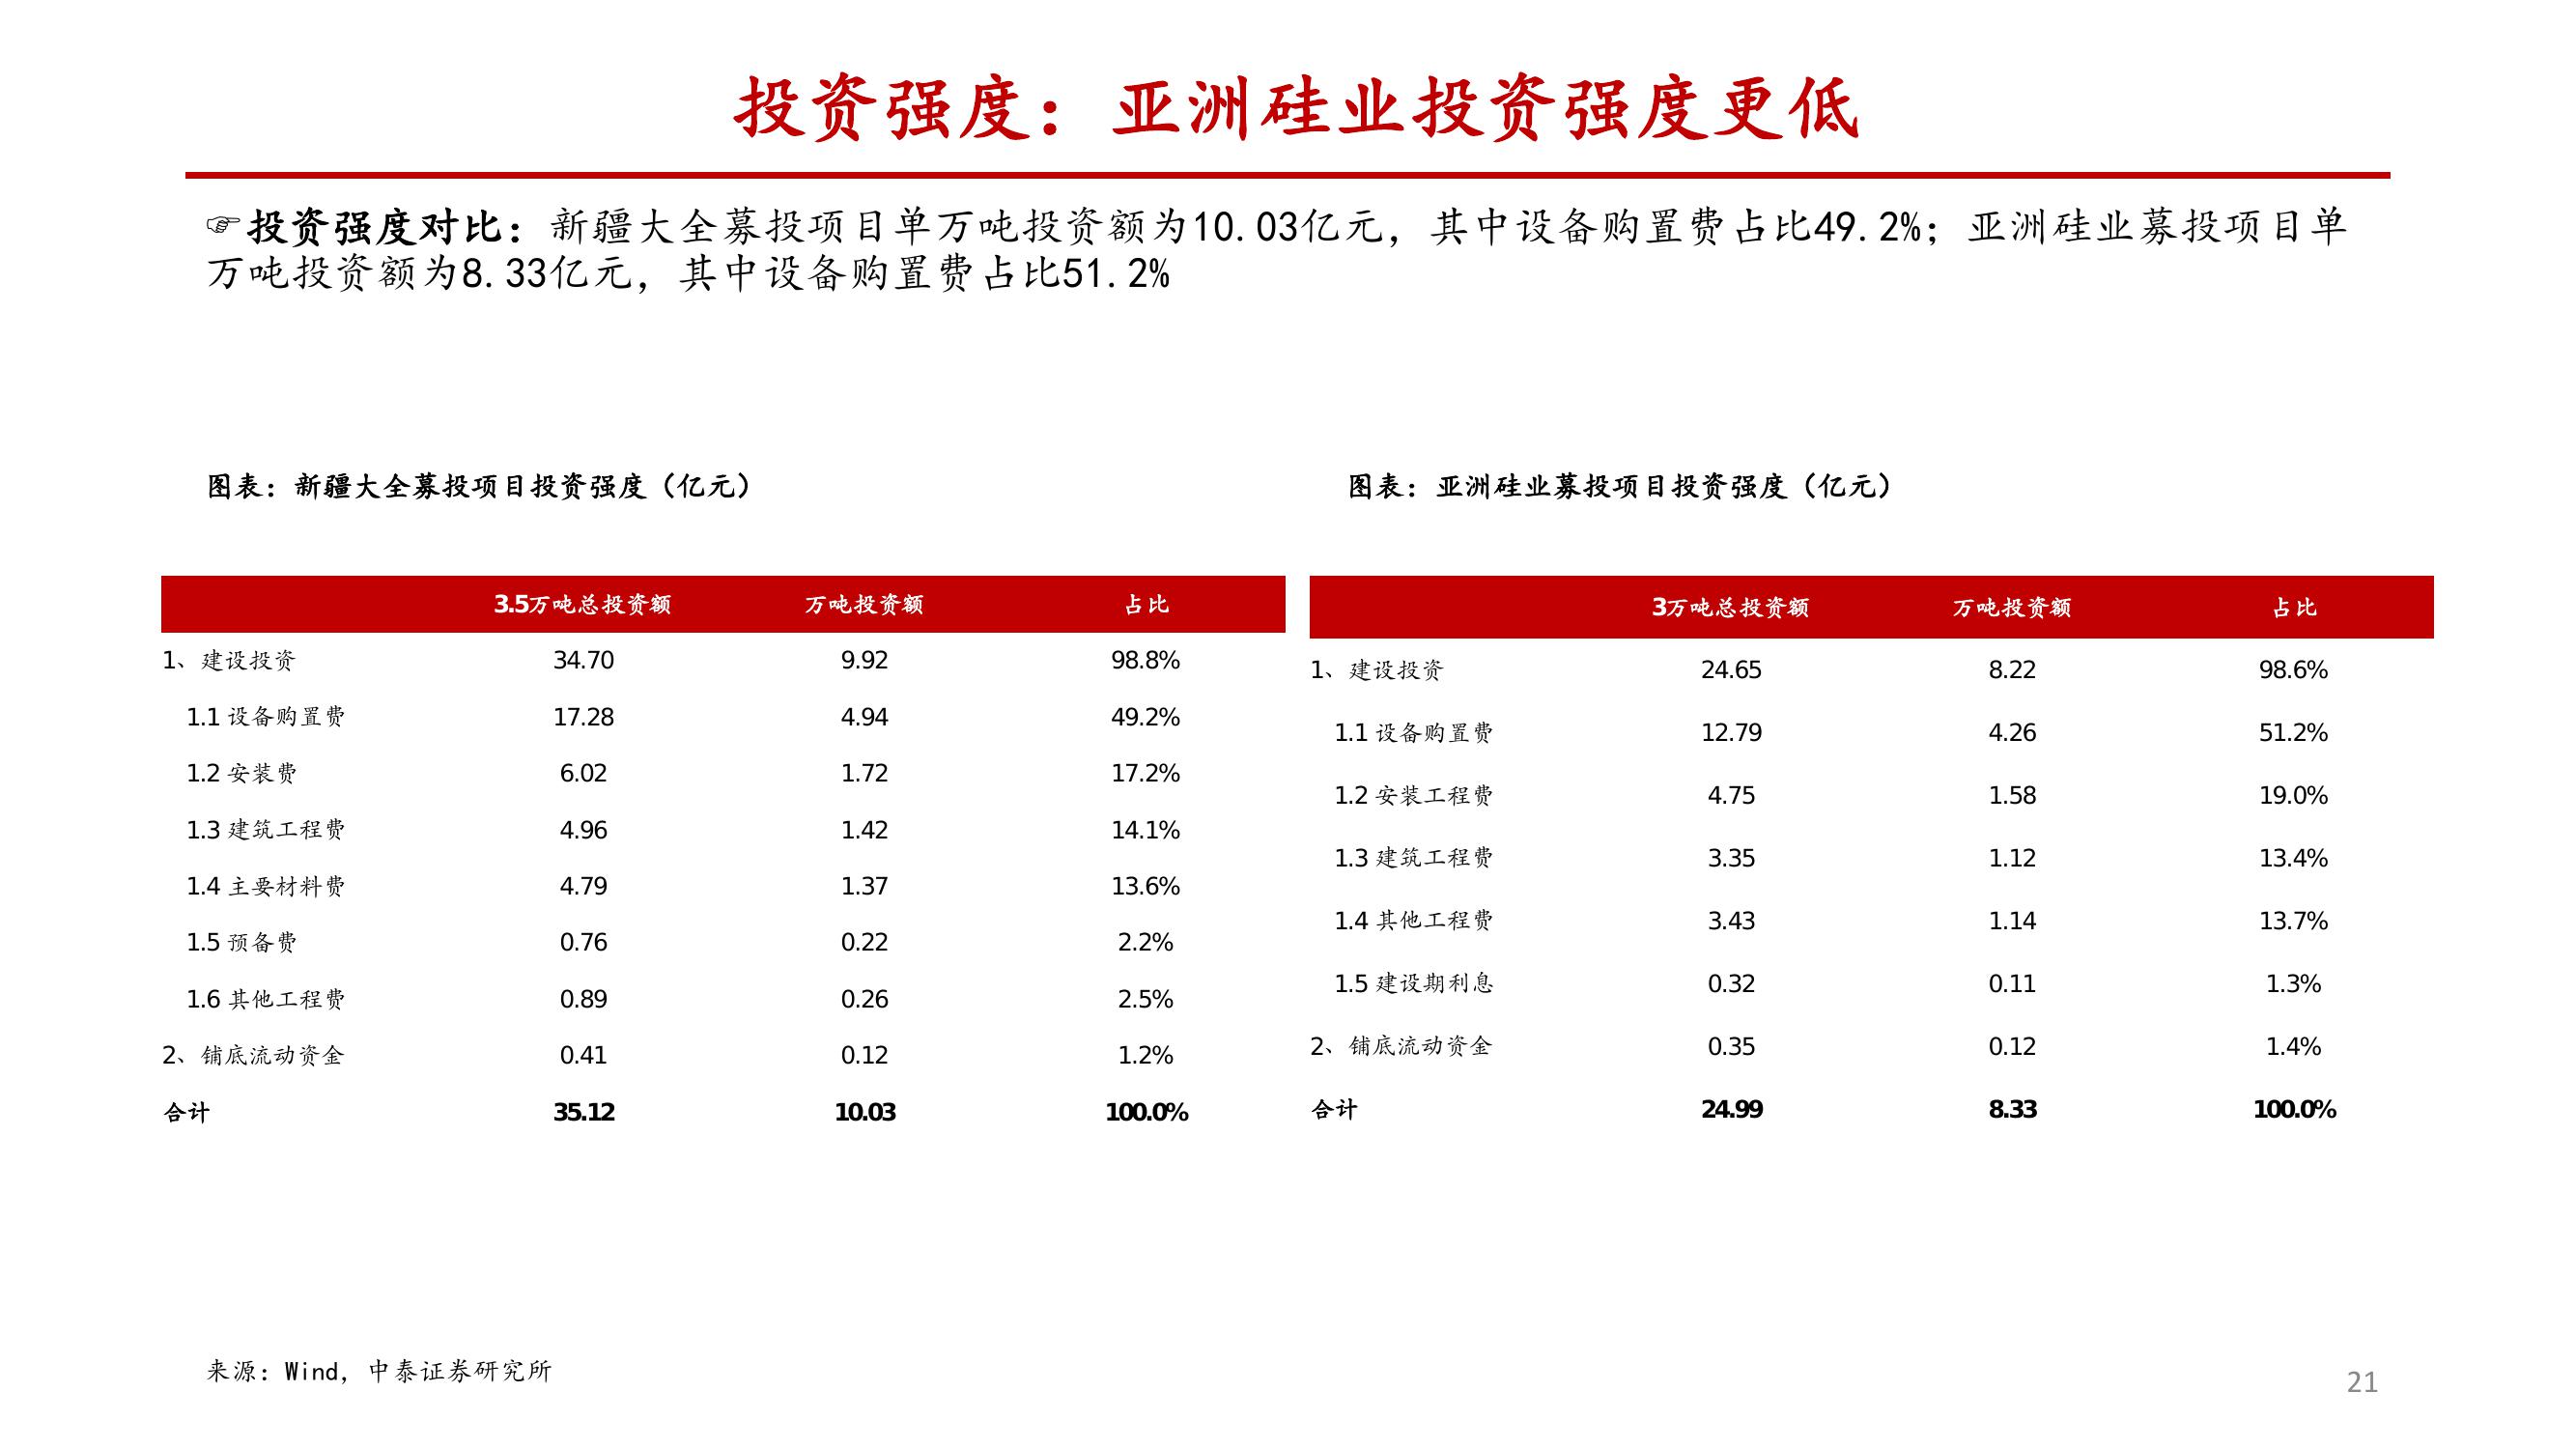 投资强度：亚洲硅业投资强度更低
☞投资强度对比：新疆大全募投项目单万吨投资额为10.03亿元，其中设备购置费占比49.2%；亚洲硅业募投项目单
万吨投资额为8.33亿元，其中设备购置费占比51.2%
图表：新疆大全募投项目投资强度（亿元）
3.5万吨总投资额 万吨投资额 占比
1、建设投资 34.70 9.92 98.8%
1.1 设备购置费 17.28 4.94 49.2%
1.2 安装费 6.02 1.72 17.2%
1.3 建筑工程费 4.96 1.42 14.1%
1.4 主要材料费 4.79 1.37 13.6%
1.5 预备费 0.76 0.22 2.2%
1.6 其他工程费 0.89 0.26 2.5%
2、铺底流动资金 0.41 0.12 1.2%
合计 35.12 10.03 100.0%
图表：亚洲硅业募投项目投资强度（亿元）
3万吨总投资额 万吨投资额 占比
1、建设投资 24.65 8.22 98.6%
1.1 设备购置费 12.79 4.26 51.2%
1.2 安装工程费 4.75 1.58 19.0%
1.3 建筑工程费 3.35 1.12 13.4%
1.4 其他工程费 3.43 1.14 13.7%
1.5 建设期利息 0.32 0.11 1.3%
2、铺底流动资金 0.35 0.12 1.4%
合计 24.99 8.33 100.0%
来源：Wind，中泰证券研究所
21